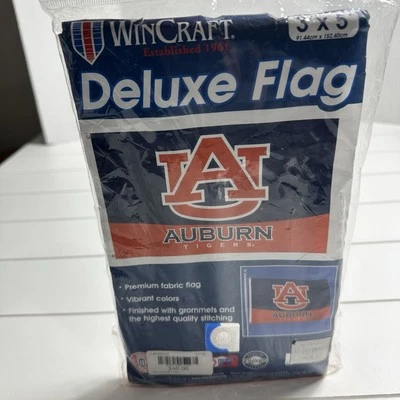 WINCRAFT.
Established 1961
3 X 5
91.44cm x 152.40cm
Deluxe Flag
AU
AUBURN
TIGERS
• Premium fabric flag
• Vibrant colors
• Finished with grommets and
the highest quality stitching
AU
AUBURN